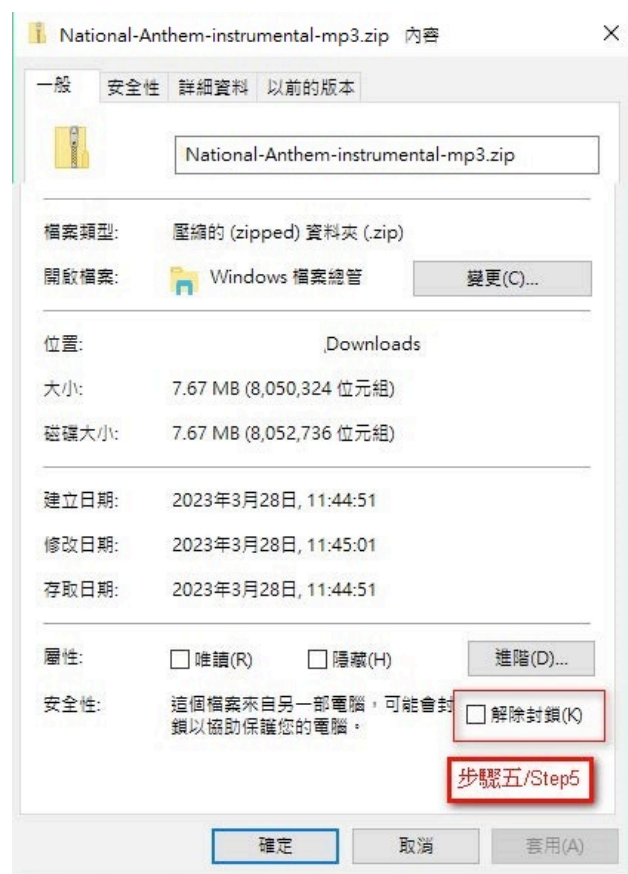 National-Anthem-instrumental-mp3.zip 內容
一般 安全性 詳細資料 以前的版本
National-Anthem-instrumental-mp3.zip
檔案類型: 壓縮的 (zipped) 資料夾 (.zip)
開啟檔案: Windows 檔案總管 變更(C)...
位置: Downloads
大小: 7.67 MB (8,050,324 位元組)
磁碟大小: 7.67 MB (8,052,736 位元組)
建立日期: 2023年3月28日, 11:44:51
修改日期: 2023年3月28日, 11:45:01
存取日期: 2023年3月28日, 11:44:51
屬性: 唯讀(R) 隱藏(H) 進階(D)...
安全性: 這個檔案來自另一部電腦，可能會封
鎖以協助保護您的電腦。
解除封鎖(K)
步驟五/Step5
確定 取消 套用(A)